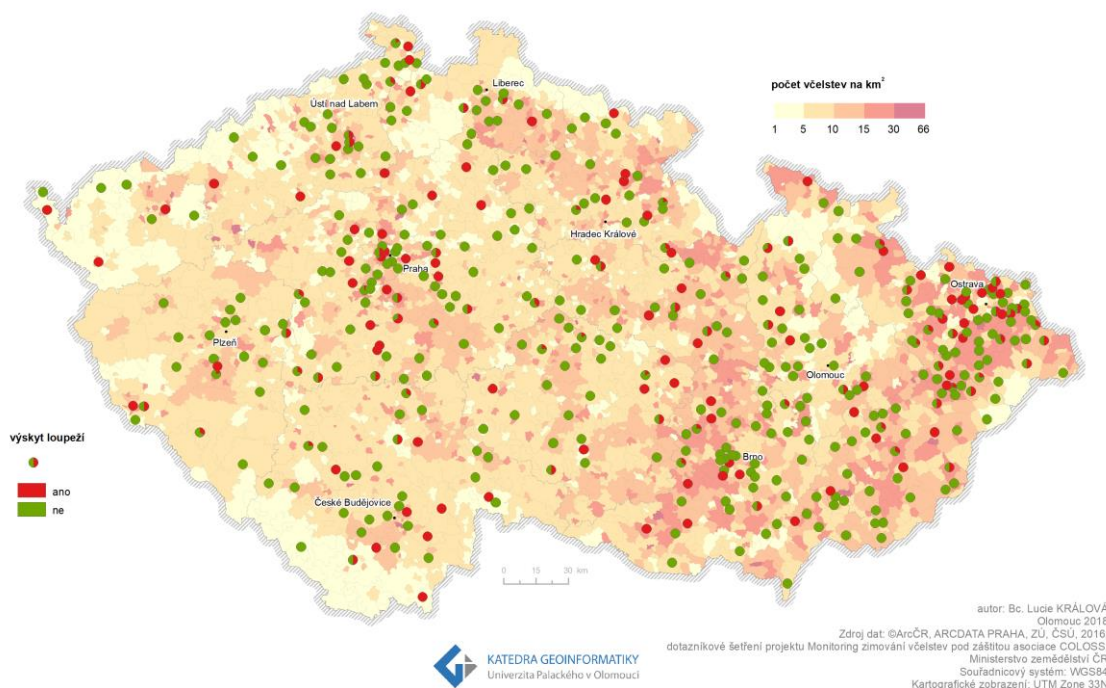 Liberec
Ústí nad Labem
počet včelstev na km²
1 5 10 15 30 66
Hradec Králové
Praha
Ostrava
Plzeň
Olomouc
výskyt loupeží
ano
ne
Brno
České Budějovice
0 15 30 km
autor: Bc. Lucie KRÁLOVÁ
Olomouc 2018
Zdroj dat: ©ArcČR, ARCDATA PRAHA, ZÚ, ČSÚ, 2016,
dotazníkové šetření projektu Monitoring zimování včelstev pod záštitou asociace COLOSS,
Ministerstvo zemědělství ČR
Souřadnicový systém: WGS84
Kartografické zobrazení: UTM Zone 33N
KATEDRA GEOINFORMATIKY
Univerzita Palackého v Olomouci